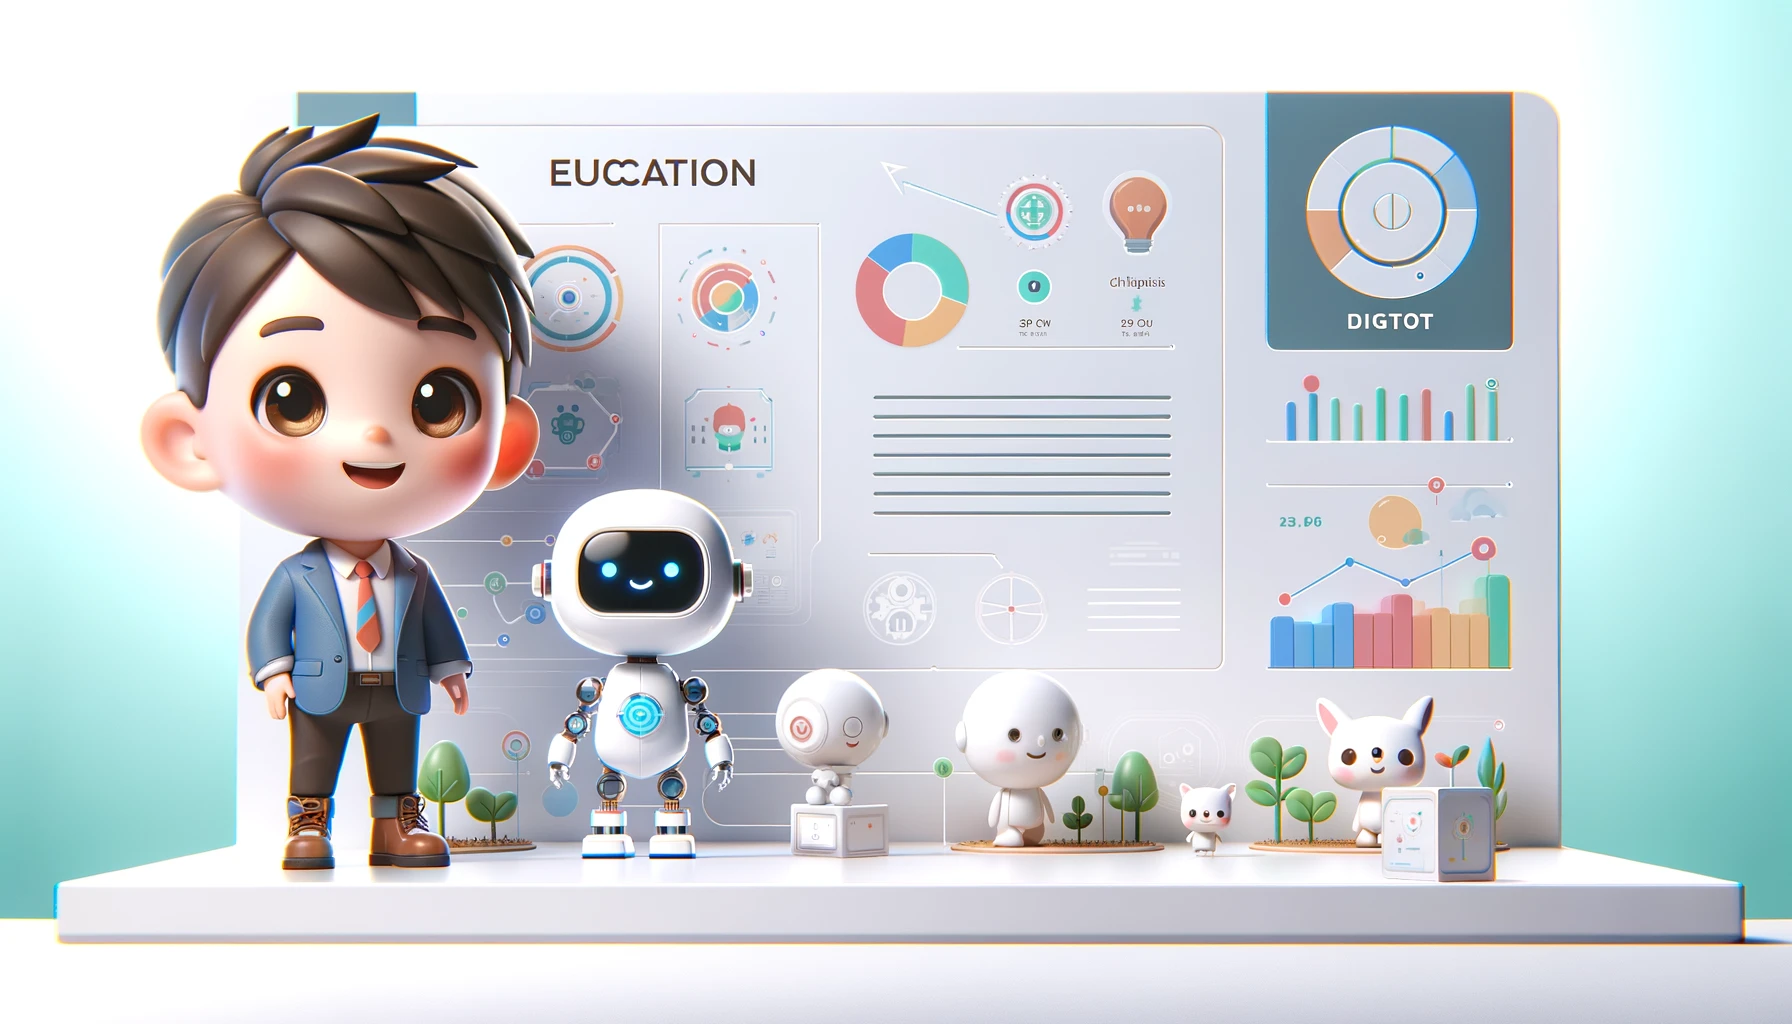 EUCCATION
Chlapisis
3P CW
29 OU
DIGTOT
23.P6